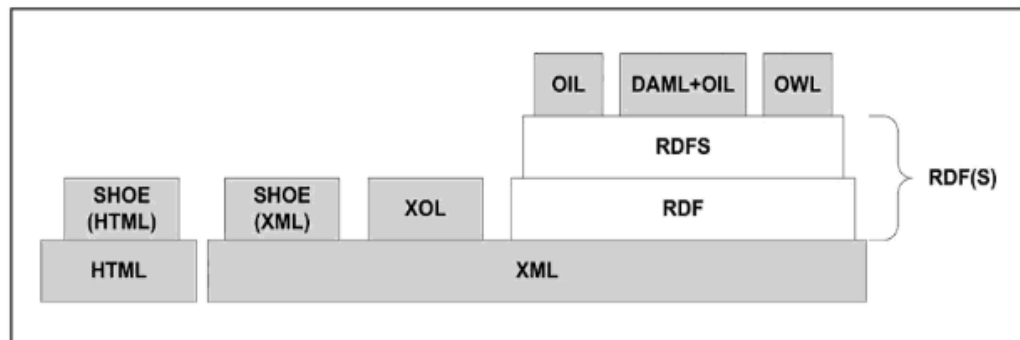 OIL
DAML+OIL
OWL
RDFS
RDF(S)
SHOE
(HTML)
SHOE
(XML)
XOL
RDF
HTML
XML